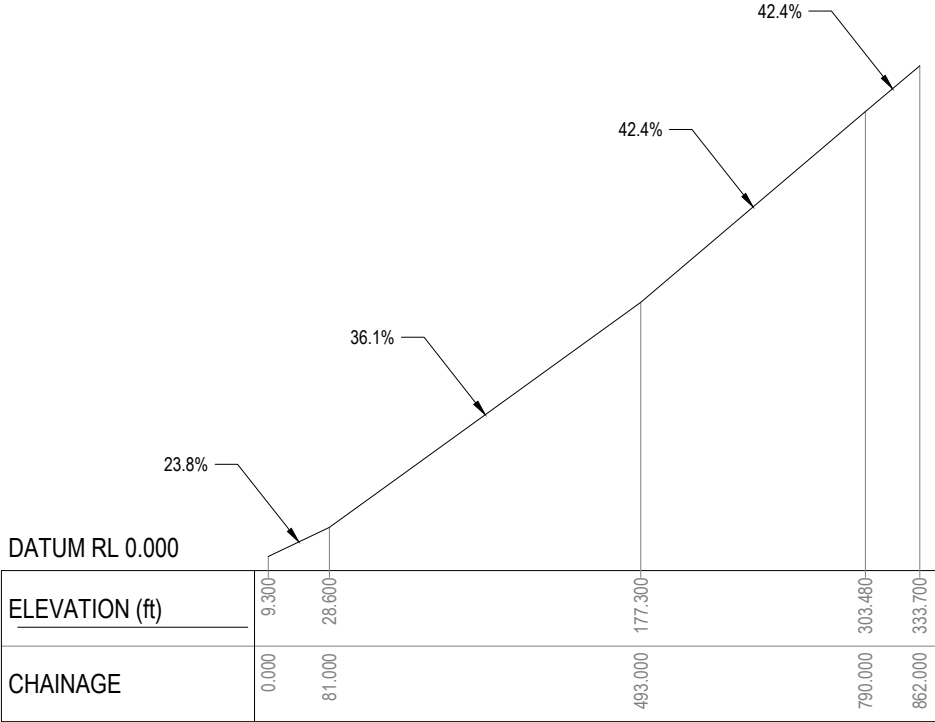 42.4%
42.4%
36.1%
23.8%
DATUM RL 0.000
ELEVATION (ft) 9.300 28.600 177.300 303.480 333.700
CHAINAGE 0.000 81.000 493.000 790.000 862.000